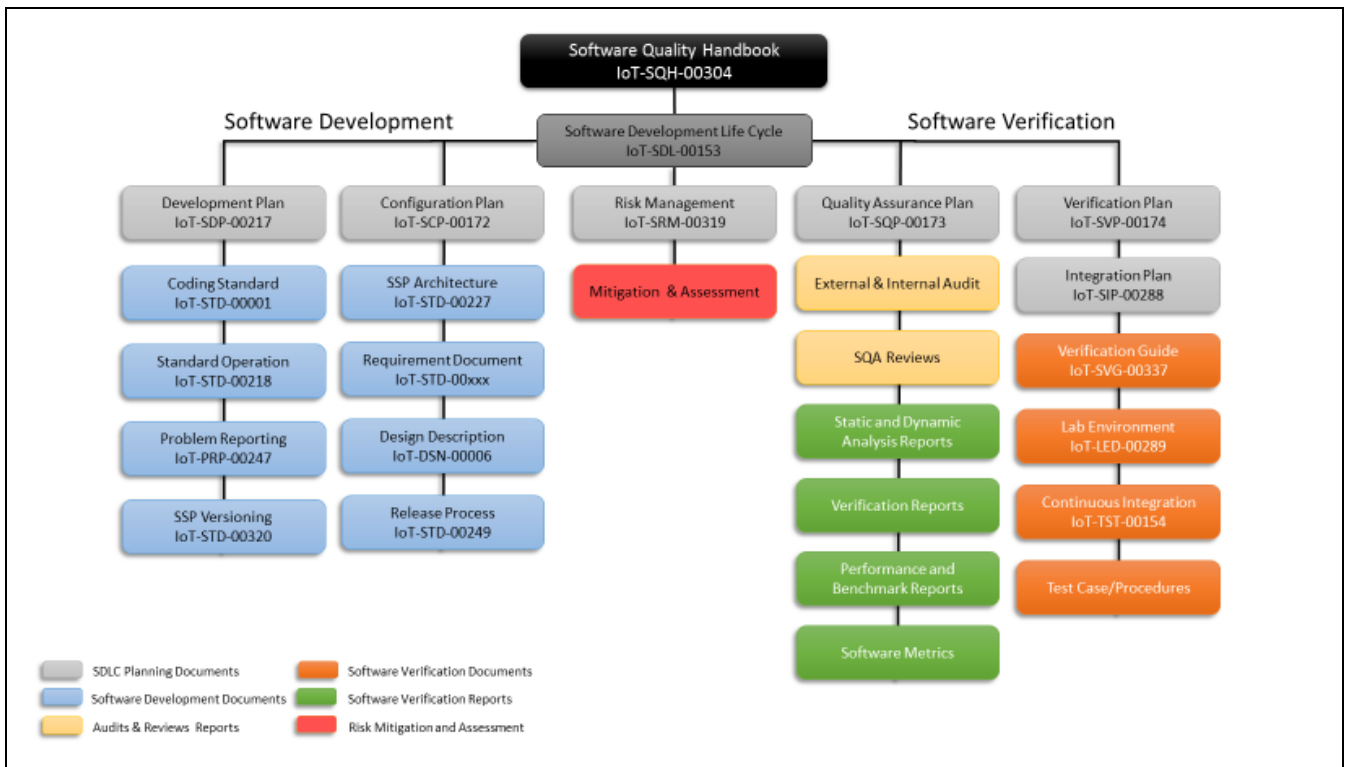 Software Quality Handbook
IoT-SQH-00304
Software Development
Software Verification
Software Development Life Cycle
IoT-SDL-00153
Development Plan
IoT-SDP-00217
Configuration Plan
IoT-SCP-00172
Risk Management
IoT-SRM-00319
Quality Assurance Plan
IoT-SQP-00173
Verification Plan
IoT-SVP-00174
Coding Standard
IoT-STD-00001
SSP Architecture
IoT-STD-00227
Mitigation & Assessment
External & Internal Audit
Integration Plan
IoT-SIP-00288
Standard Operation
IoT-STD-00218
Requirement Document
IoT-STD-00xxx
SQA Reviews
Verification Guide
IoT-SVG-00337
Problem Reporting
IoT-PRP-00247
Design Description
IoT-DSN-00006
Static and Dynamic
Analysis Reports
Lab Environment
IoT-LED-00289
SSP Versioning
IoT-STD-00320
Release Process
IoT-STD-00249
Verification Reports
Continuous Integration
IoT-TST-00154
Performance and
Benchmark Reports
Test Case/Procedures
Software Metrics
SDLC Planning Documents
Software Verification Documents
Software Development Documents
Software Verification Reports
Audits & Reviews Reports
Risk Mitigation and Assessment